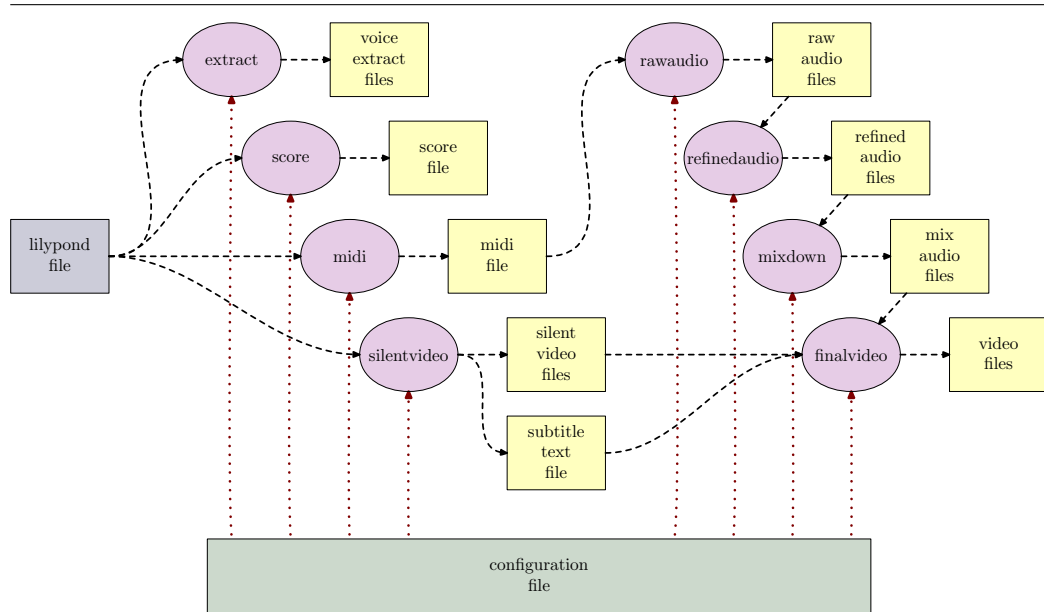 extract
voice
extract
files
rawaudio
raw
audio
files
score
score
file
refinedaudio
refined
audio
files
lilypond
file
midi
midi
file
mixdown
mix
audio
files
silentvideo
silent
video
files
finalvideo
video
files
subtitle
text
file
configuration
file